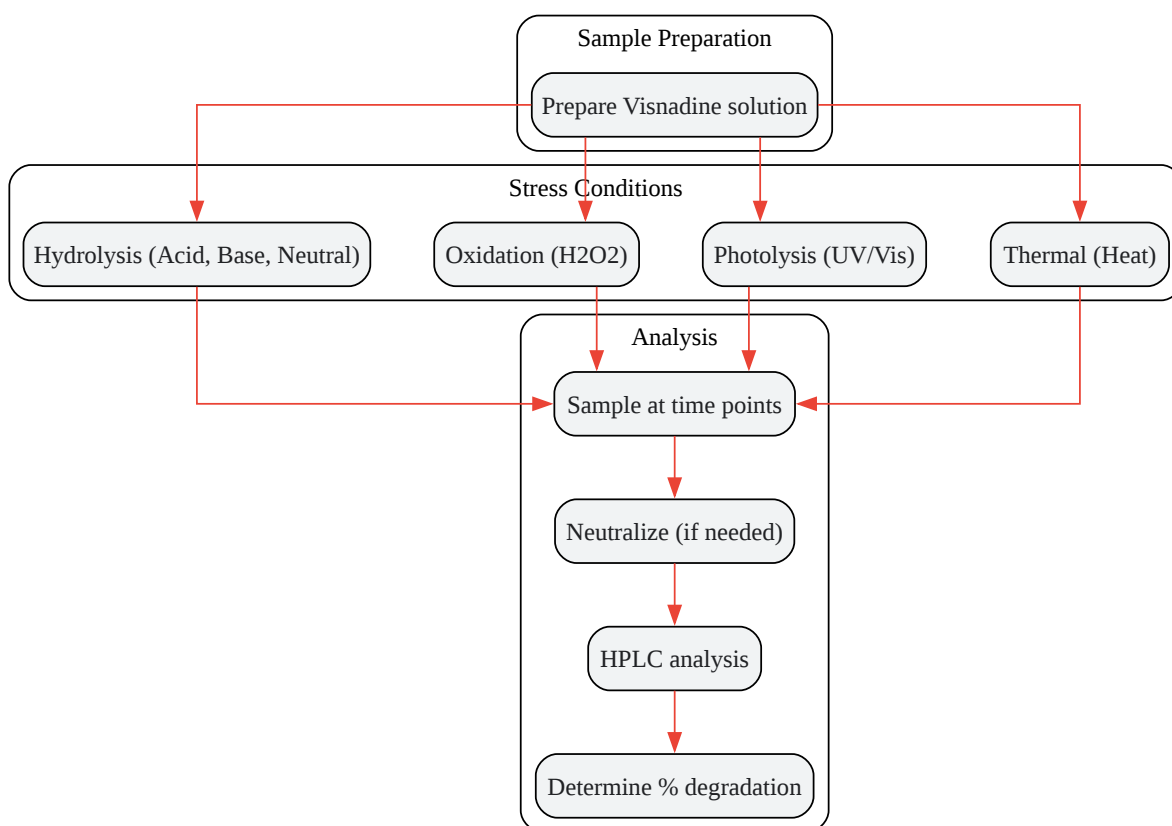 Sample Preparation
Prepare Visnadine solution
Stress Conditions
Hydrolysis (Acid, Base, Neutral)
Oxidation (H2O2)
Photolysis (UV/Vis)
Thermal (Heat)
Analysis
Sample at time points
Neutralize (if needed)
HPLC analysis
Determine % degradation